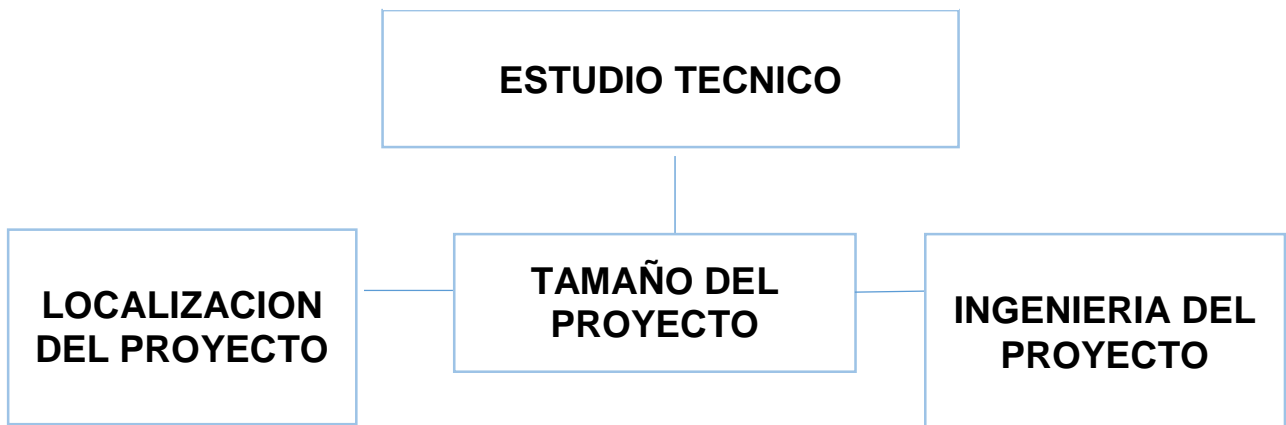 ESTUDIO TECNICO
LOCALIZACION
DEL PROYECTO
TAMAÑO DEL
PROYECTO
INGENIERIA DEL
PROYECTO